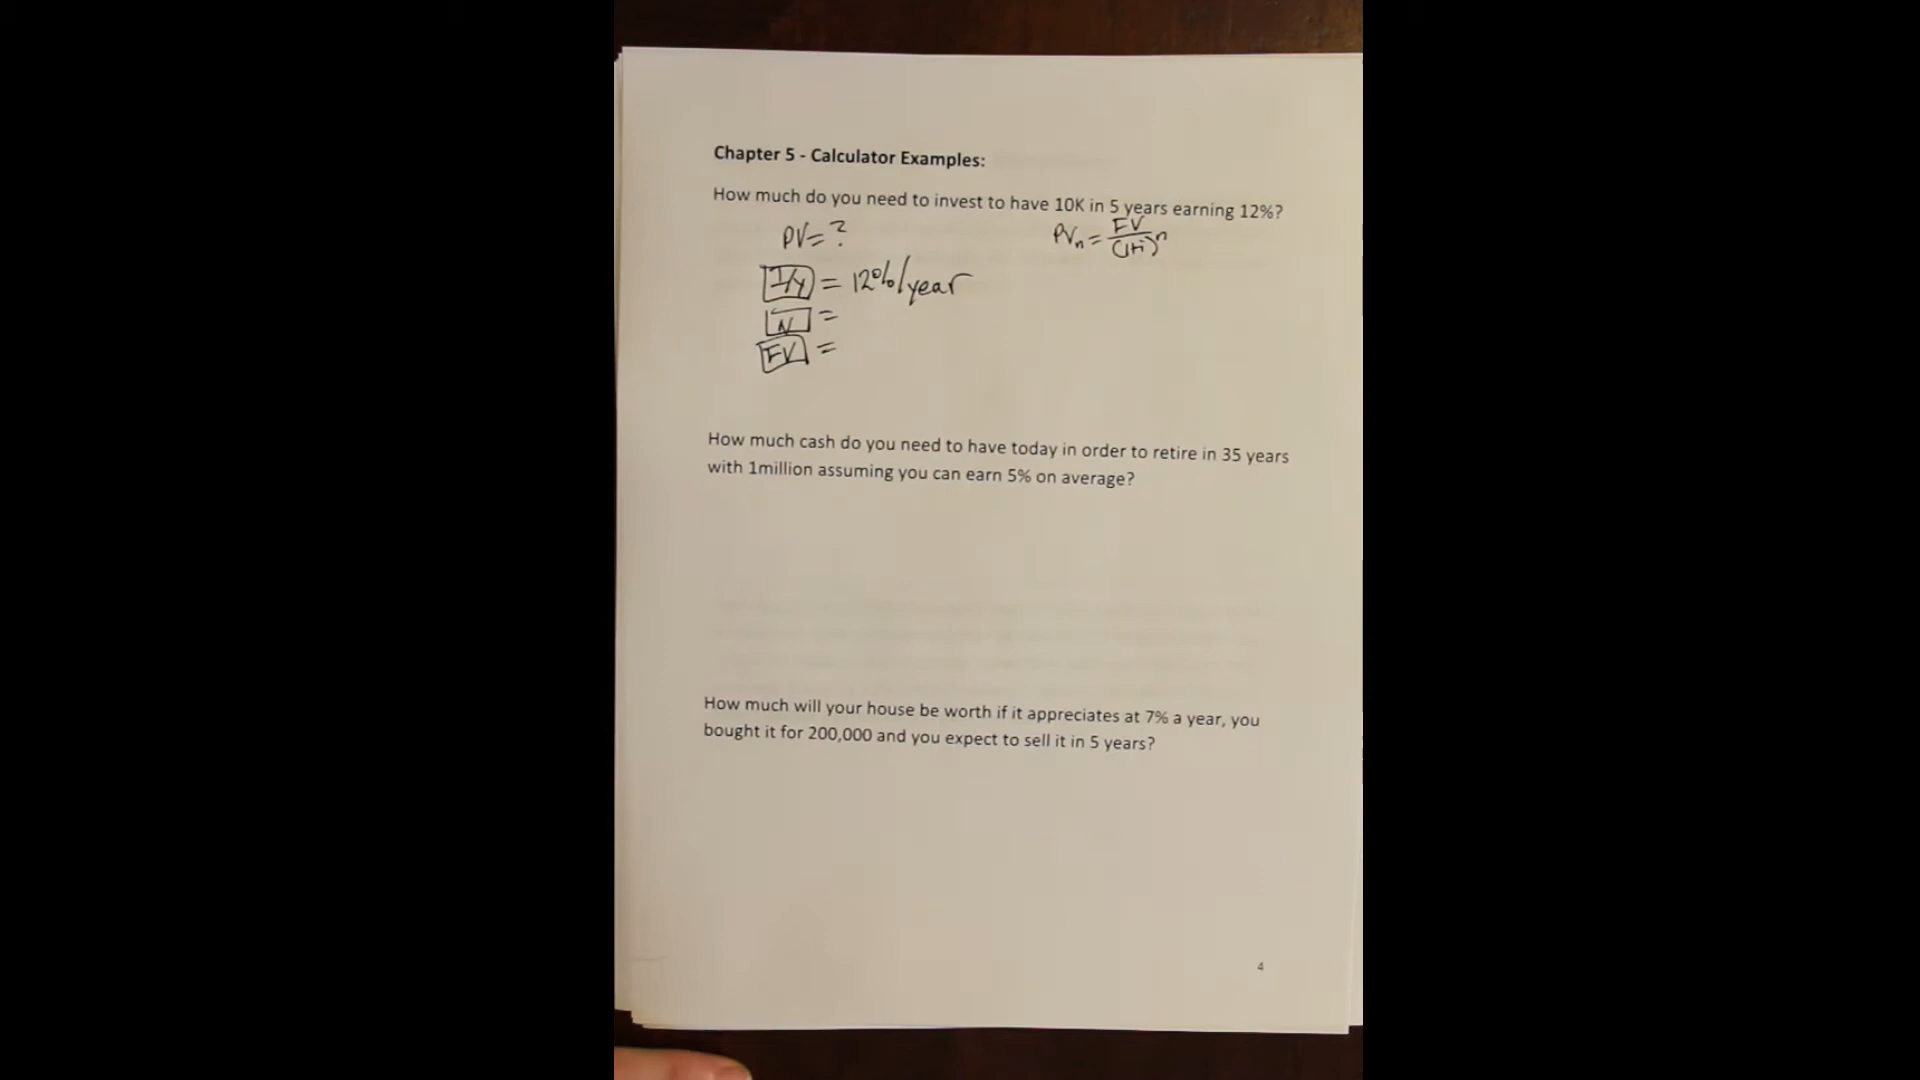 Chapter 5 - Calculator Examples:
How much do you need to invest to have 10K in 5 years earning 12%?
PV = ?
PVn = FV/(1+i)^n
I/Y = 12%/year
N =
FV =
How much cash do you need to have today in order to retire in 35 years
with 1million assuming you can earn 5% on average?
How much will your house be worth if it appreciates at 7% a year, you
bought it for 200,000 and you expect to sell it in 5 years?
4